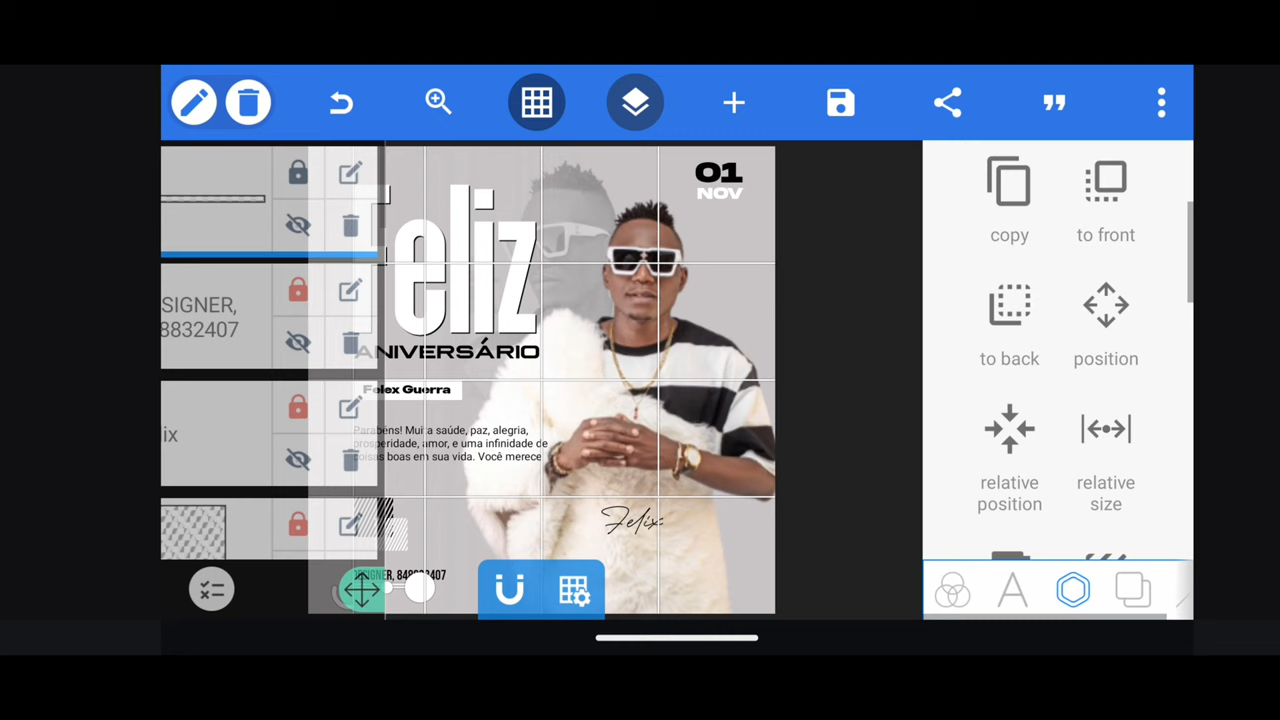 01
NOV
Feliz
ANIVERSÁRIO
Felex Guerra
Parabéns! Muita saúde, paz, alegria,
prosperidade, amor, e uma infinidade de
coisas boas em sua vida. Você merece
Felix
SIGNER,
8832407
ix
copy
to front
to back
position
relative
position
relative
size